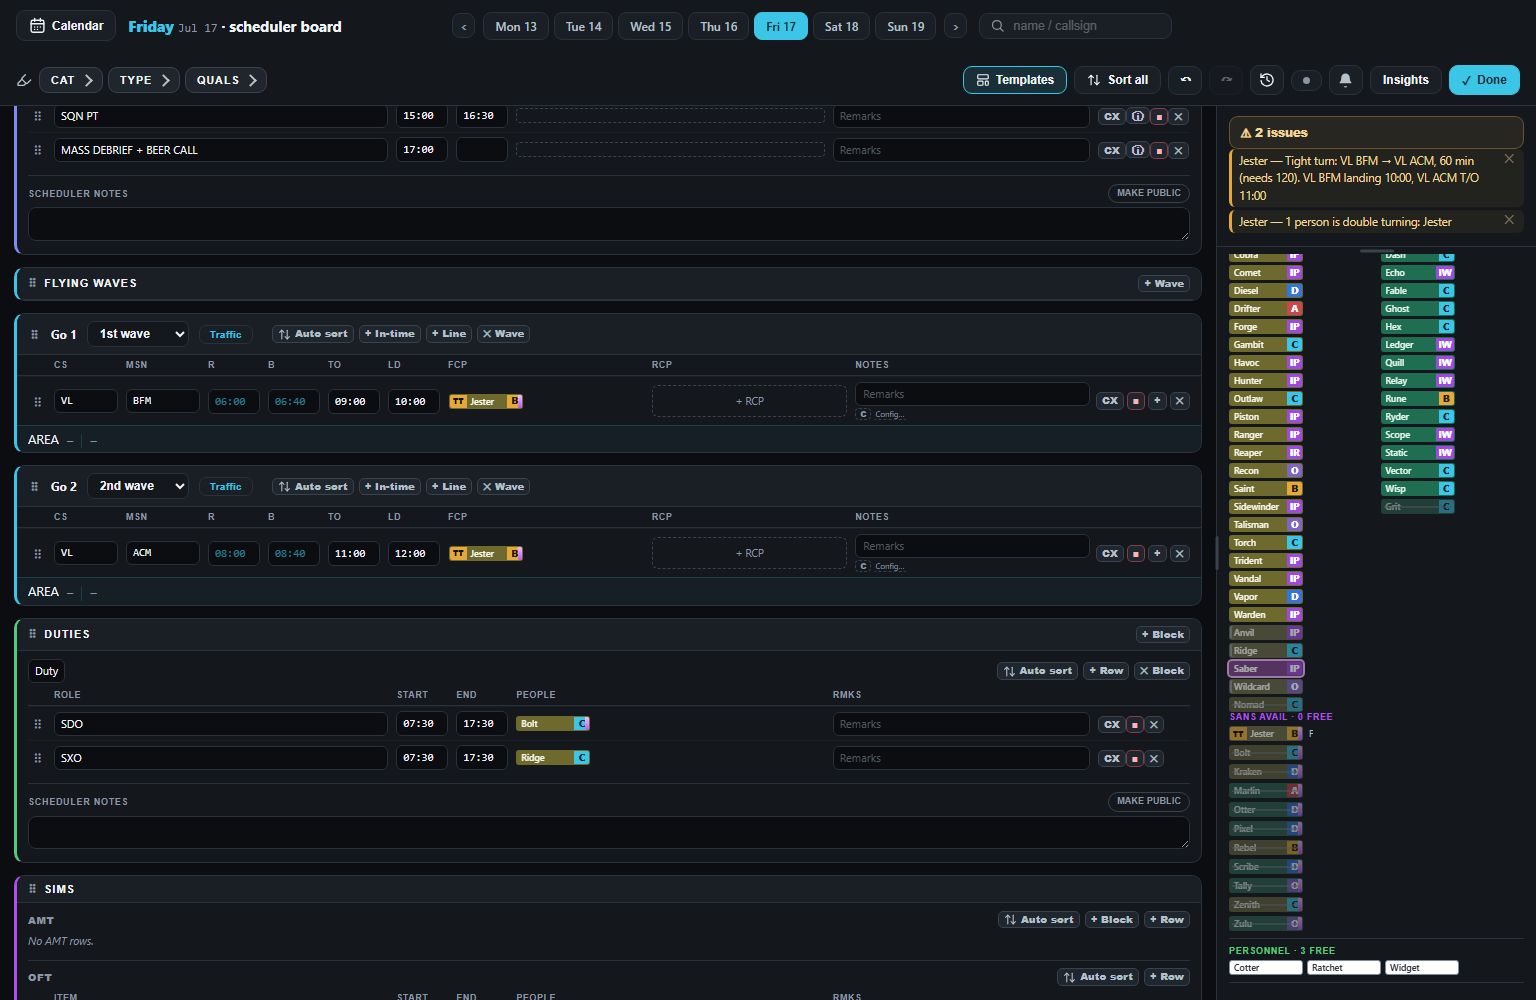 Calendar
Friday Jul 17 · scheduler board
‹
Mon 13
Tue 14
Wed 15
Thu 16
Fri 17
Sat 18
Sun 19
›
name / callsign
CAT
TYPE
QUALS
Templates
Sort all
Insights
✓ Done
SQN PT 15:00 16:30 Remarks CX
MASS DEBRIEF + BEER CALL 17:00 Remarks CX
SCHEDULER NOTES
MAKE PUBLIC
FLYING WAVES
+ Wave
Go 1 1st wave Traffic Auto sort + In-time + Line × Wave
CS MSN R B TO LD FCP RCP NOTES
VL BFM 06:00 06:40 09:00 10:00 TT Jester B + RCP Remarks CX
C Config...
AREA – –
Go 2 2nd wave Traffic Auto sort + In-time + Line × Wave
CS MSN R B TO LD FCP RCP NOTES
VL ACM 08:00 08:40 11:00 12:00 TT Jester B + RCP Remarks CX
C Config...
AREA – –
DUTIES
+ Block
Duty Auto sort + Row × Block
ROLE START END PEOPLE RMKS
SDO 07:30 17:30 Bolt C Remarks CX
SXO 07:30 17:30 Ridge C Remarks CX
SCHEDULER NOTES
MAKE PUBLIC
SIMS
AMT Auto sort + Block + Row
No AMT rows.
OFT Auto sort + Row
ITEM START END PEOPLE RMKS
⚠ 2 issues
Jester — Tight turn: VL BFM → VL ACM, 60 min
(needs 120). VL BFM landing 10:00, VL ACM T/O
11:00
Jester — 1 person is double turning: Jester
Cobra IP
Comet IP
Diesel D
Drifter A
Forge IP
Gambit C
Havoc IP
Hunter IP
Outlaw C
Piston IP
Ranger IP
Reaper IR
Recon O
Saint B
Sidewinder IP
Talisman O
Torch C
Trident IP
Vandal IP
Vapor D
Warden IP
Anvil IP
Ridge C
Saber IP
Wildcard O
Nomad C
Dash C
Echo IW
Fable C
Ghost C
Hex C
Ledger IW
Quill IW
Relay IW
Rune B
Ryder C
Scope IW
Static IW
Vector C
Wisp C
Grit C
SANS AVAIL · 0 FREE
TT Jester B F
Bolt C
Kraken D
Marlin A
Otter D
Pixel D
Rebel B
Scribe D
Tally O
Zenith C
Zulu O
PERSONNEL · 3 FREE
Cotter
Ratchet
Widget